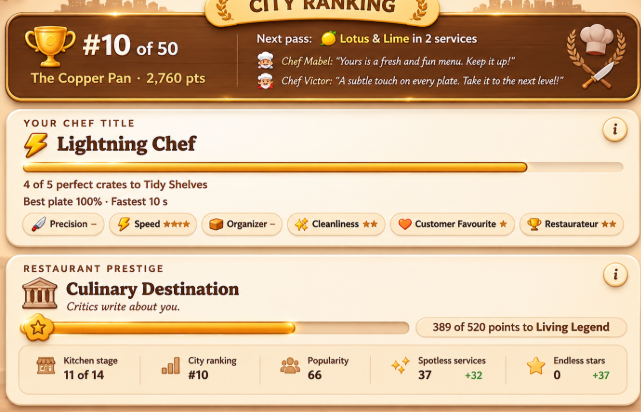 CITY RANKING
#10 of 50
The Copper Pan · 2,760 pts
Next pass: Lotus & Lime in 2 services
Chef Mabel: "Yours is a fresh and fun menu. Keep it up!"
Chef Victor: "A subtle touch on every plate. Take it to the next level!"
YOUR CHEF TITLE
i
Lightning Chef
4 of 5 perfect crates to Tidy Shelves
Best plate 100% · Fastest 10 s
Precision –
Speed ★★★★
Organizer –
Cleanliness ★★
Customer Favourite ★
Restaurateur ★★
RESTAURANT PRESTIGE
i
Culinary Destination
Critics write about you.
389 of 520 points to Living Legend
Kitchen stage
11 of 14
City ranking
#10
Popularity
66
Spotless services
37 +32
Endless stars
0 +37